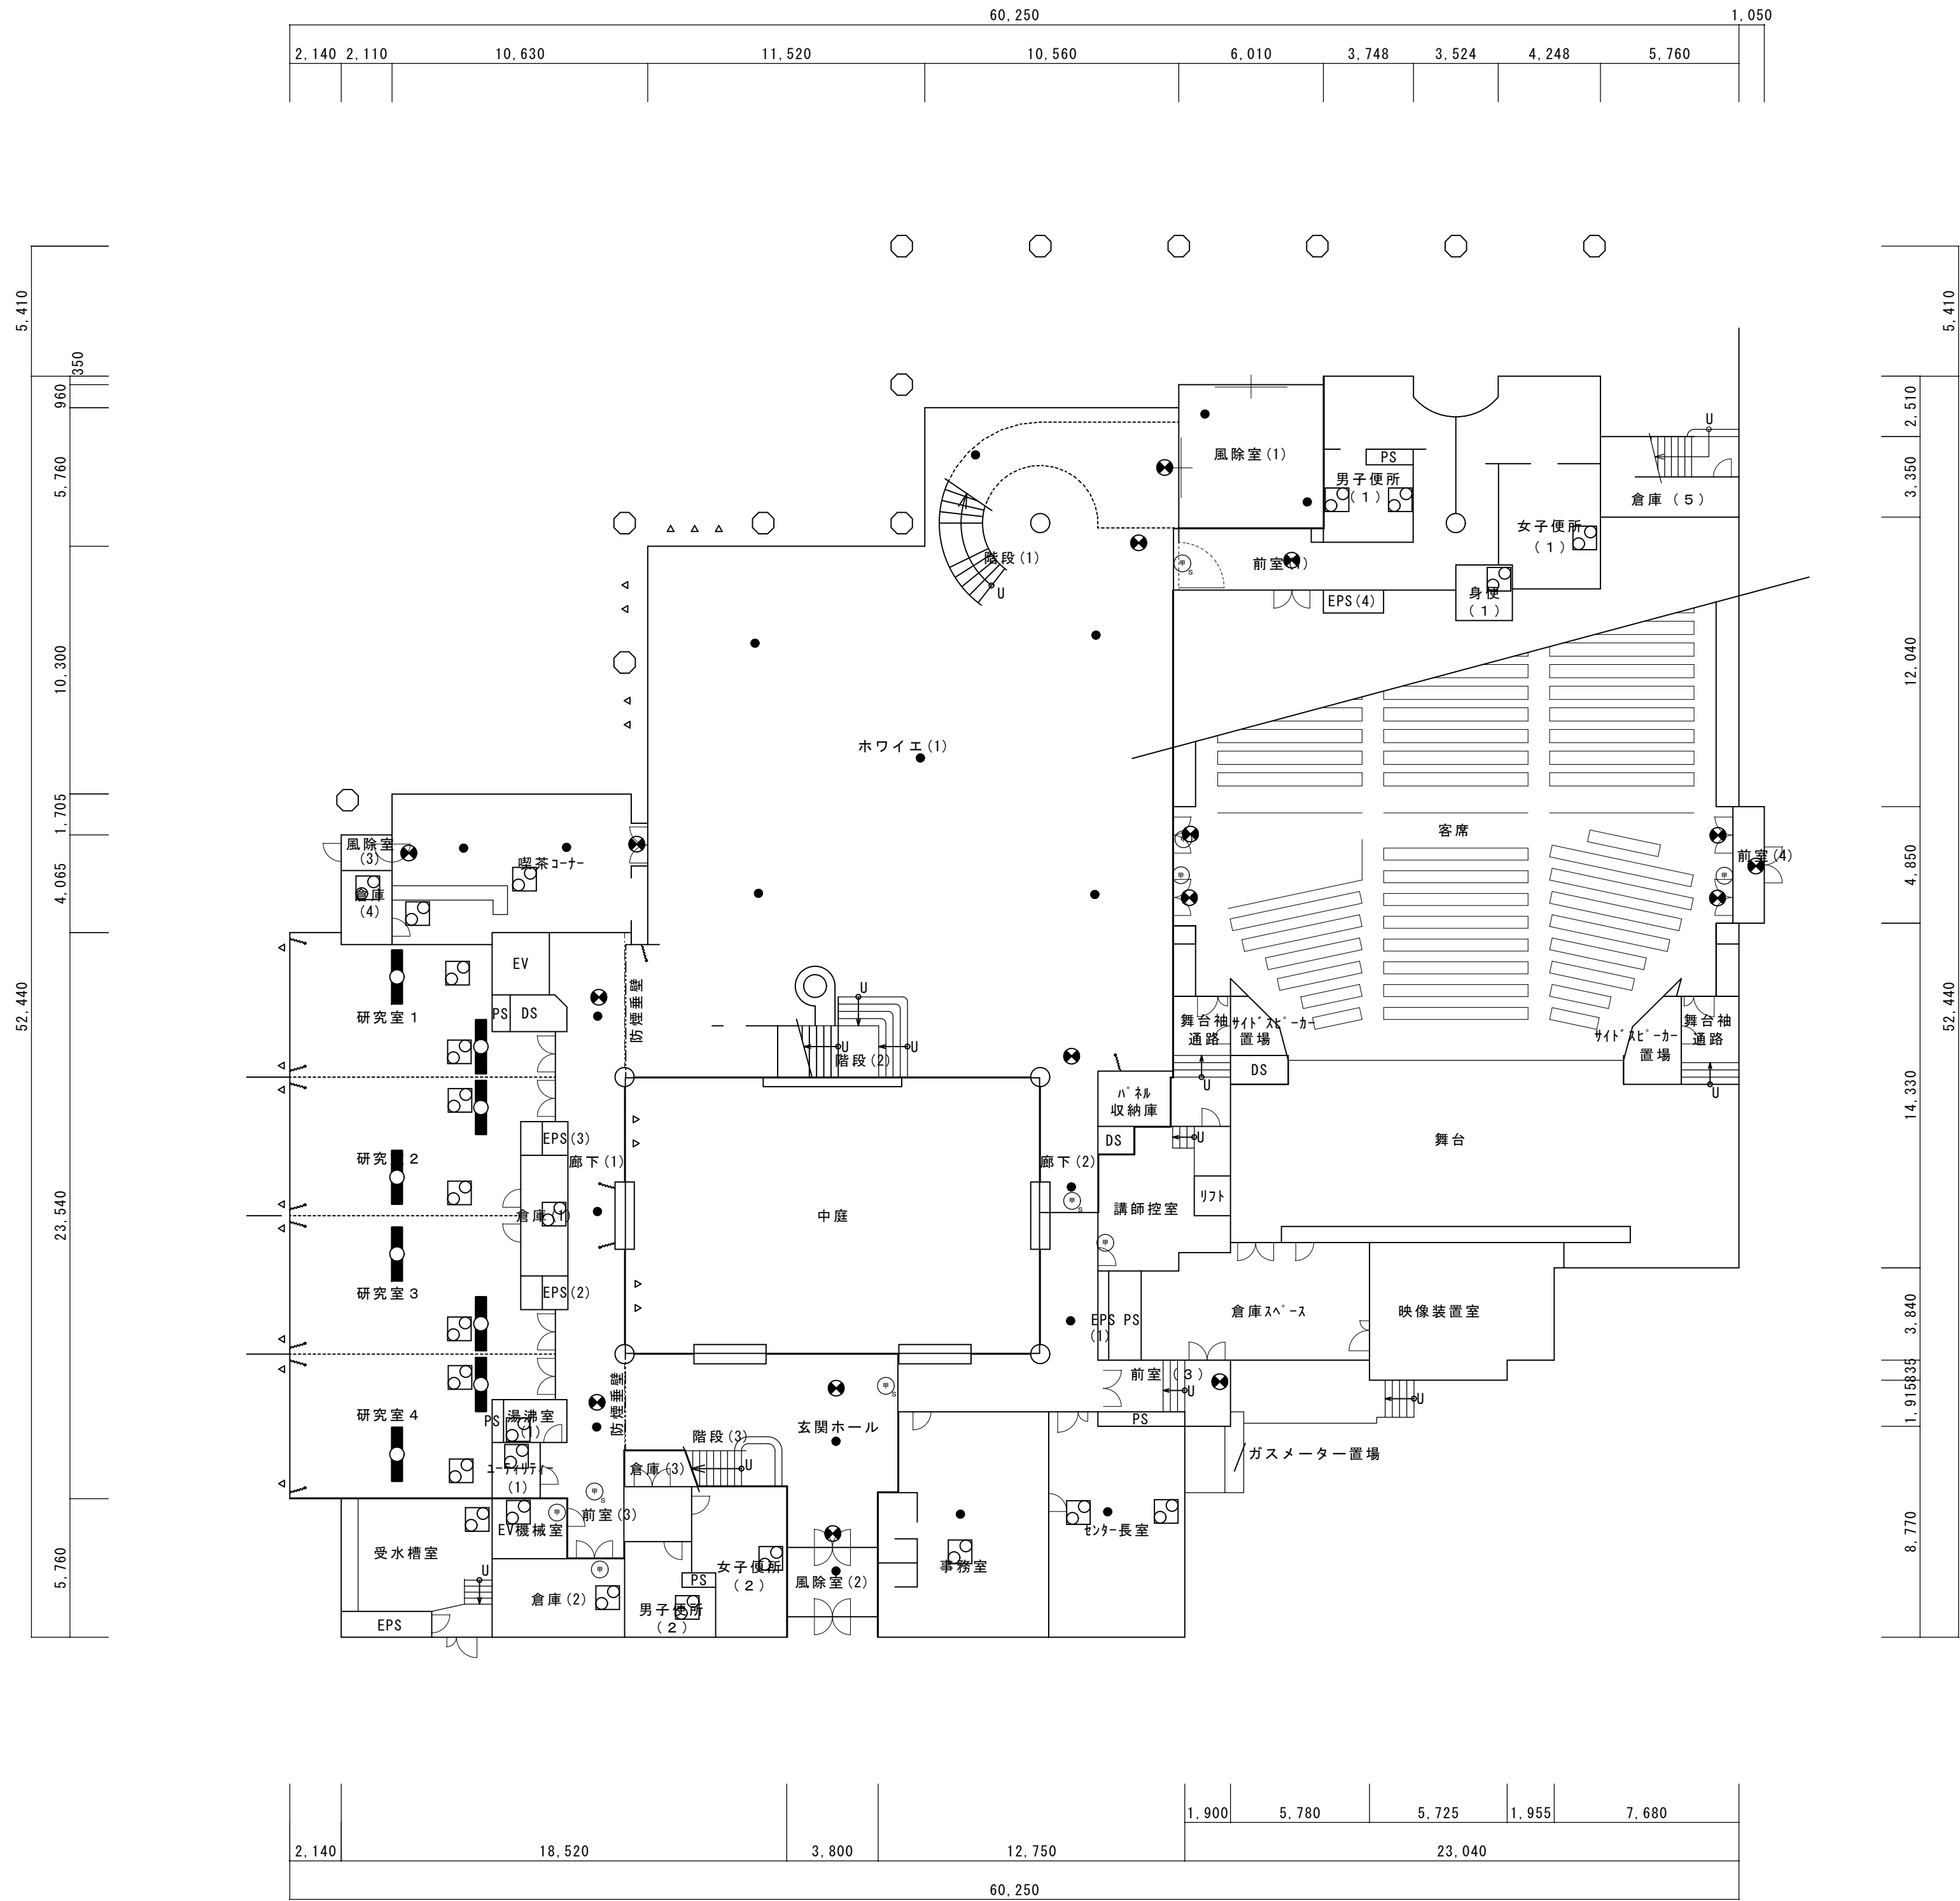 60,250
1,050
2,140
2,110
10,630
11,520
10,560
6,010
3,748
3,524
4,248
5,760
5,410
5,410
350
960
5,760
10,300
1,705
4,065
52,440
23,540
5,760
2,510
3,350
12,040
4,850
52,440
14,330
3,840
835
1,915
8,770
風除室(1)
PS
男子便所
(1)
女子便所
(1)
U
倉庫(5)
階段(1)
U
前室(1)
EPS(4)
身便
(1)
ホワイエ(1)
客席
風除室
(3)
喫茶コーナー
倉庫
(4)
前室(4)
EV
PS
DS
研究室1
防煙垂壁
U
U
U
階段(2)
舞台袖
通路
サイドスピーカー
置場
サイドスピーカー
置場
舞台袖
通路
DS
U
U
パネル
収納庫
DS
U
舞台
EPS(3)
研究室2
廊下(1)
廊下(2)
倉庫(1)
中庭
講師控室
リフト
EPS(2)
研究室3
EPS
(1)
PS
倉庫スペース
映像装置室
前室(3)
U
U
研究室4
PS
湯沸室
(1)
防煙垂壁
階段(3)
玄関ホール
PS
ガスメーター置場
ユーティリティー
(1)
倉庫(3)
U
EV機械室
前室(3)
センター長室
受水槽室
U
女子便所
(2)
PS
風除室(2)
事務室
倉庫(2)
男子便所
(2)
EPS
1,900
5,780
5,725
1,955
7,680
2,140
18,520
3,800
12,750
23,040
60,250